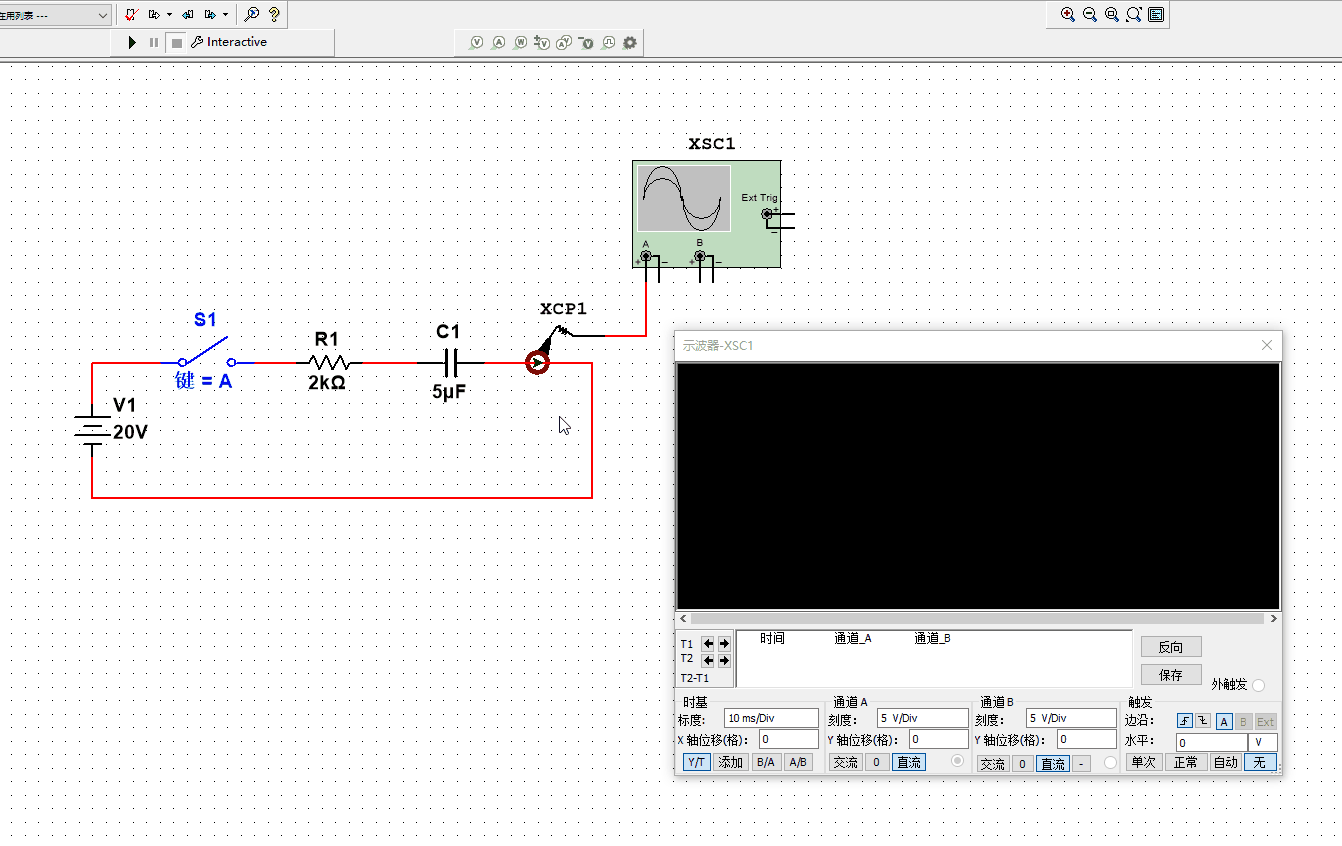 在用列表 ---
Interactive
XSC1
Ext Trig
A
B
XCP1
S1
键 = A
R1
2kΩ
C1
5μF
V1
20V
示波器-XSC1
时间 通道_A 通道_B
T1
T2
T2-T1
反向
保存
外触发
时基
标度: 10 ms/Div
X 轴位移(格): 0
Y/T 添加 B/A A/B
通道 A
刻度: 5 V/Div
Y 轴位移(格): 0
交流 0 直流
通道 B
刻度: 5 V/Div
Y 轴位移(格): 0
交流 0 直流 -
触发
边沿: A B Ext
水平: 0 V
单次 正常 自动 无